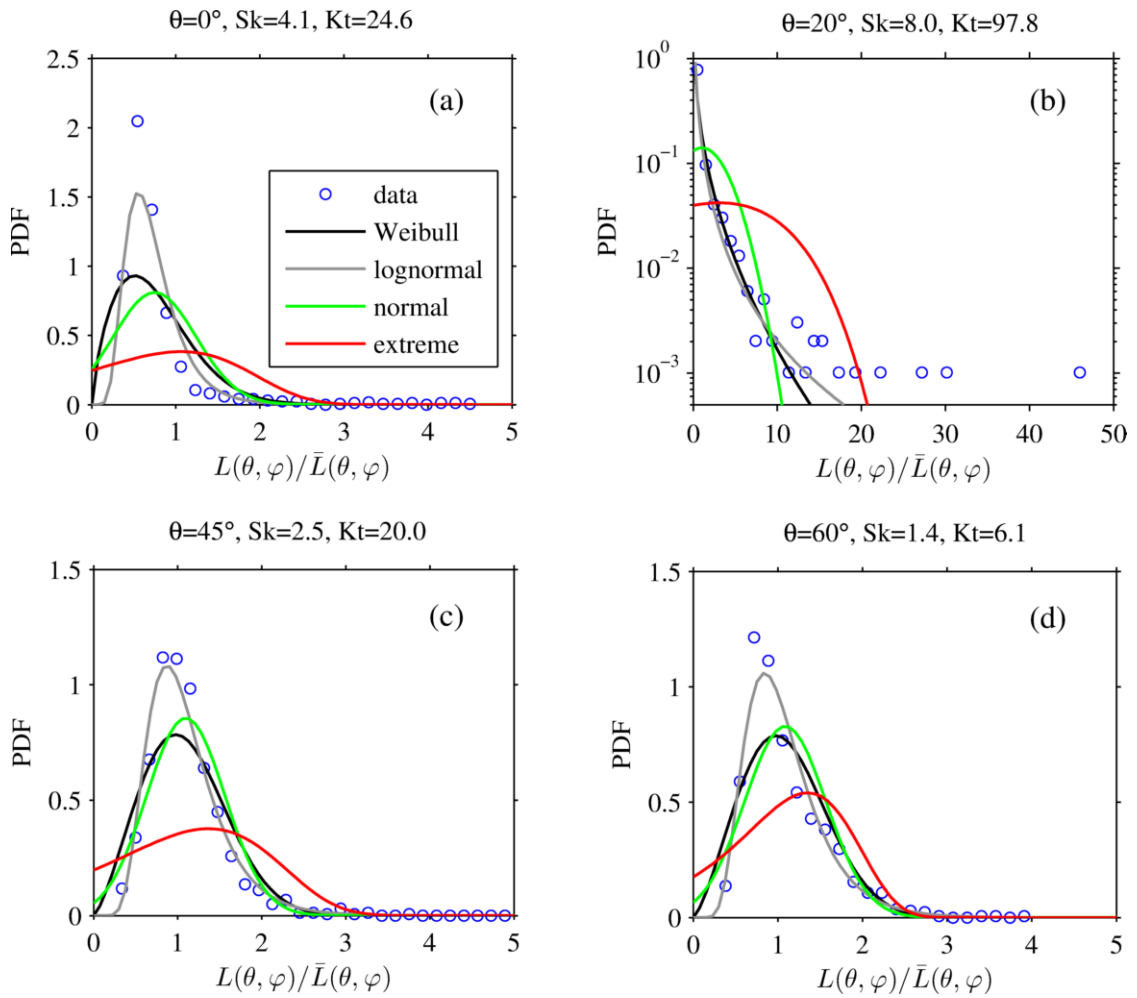 θ=0°, Sk=4.1, Kt=24.6
2.5
2
1.5
1
0.5
0
PDF
(a)
data
Weibull
lognormal
normal
extreme
0 1 2 3 4 5
L(θ, φ)/L̄(θ, φ)
θ=20°, Sk=8.0, Kt=97.8
10⁰
10⁻¹
10⁻²
10⁻³
PDF
(b)
0 10 20 30 40 50
L(θ, φ)/L̄(θ, φ)
θ=45°, Sk=2.5, Kt=20.0
1.5
1
0.5
0
PDF
(c)
0 1 2 3 4 5
L(θ, φ)/L̄(θ, φ)
θ=60°, Sk=1.4, Kt=6.1
1.5
1
0.5
0
PDF
(d)
0 1 2 3 4 5
L(θ, φ)/L̄(θ, φ)